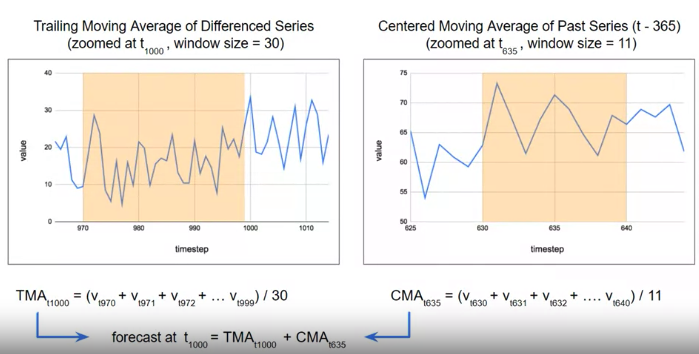 Trailing Moving Average of Differenced Series
(zoomed at t1000 , window size = 30)
Centered Moving Average of Past Series (t - 365)
(zoomed at t635 , window size = 11)
40
30
20
10
0
value
970
980
990
1000
1010
timestep
75
70
65
60
55
50
value
625
630
635
640
timestep
TMAt1000 = (vt970 + vt971 + vt972 + ... vt999) / 30
CMAt635 = (vt630 + vt631 + vt632 + .... vt640) / 11
forecast at t1000 = TMAt1000 + CMAt635